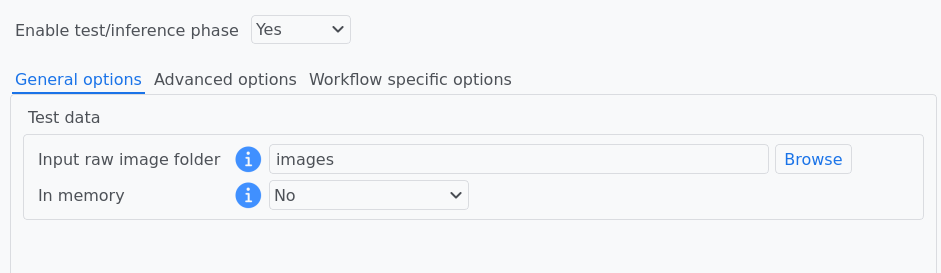 Enable test/inference phase Yes
General options Advanced options Workflow specific options
Test data
Input raw image folder i images Browse
In memory i No